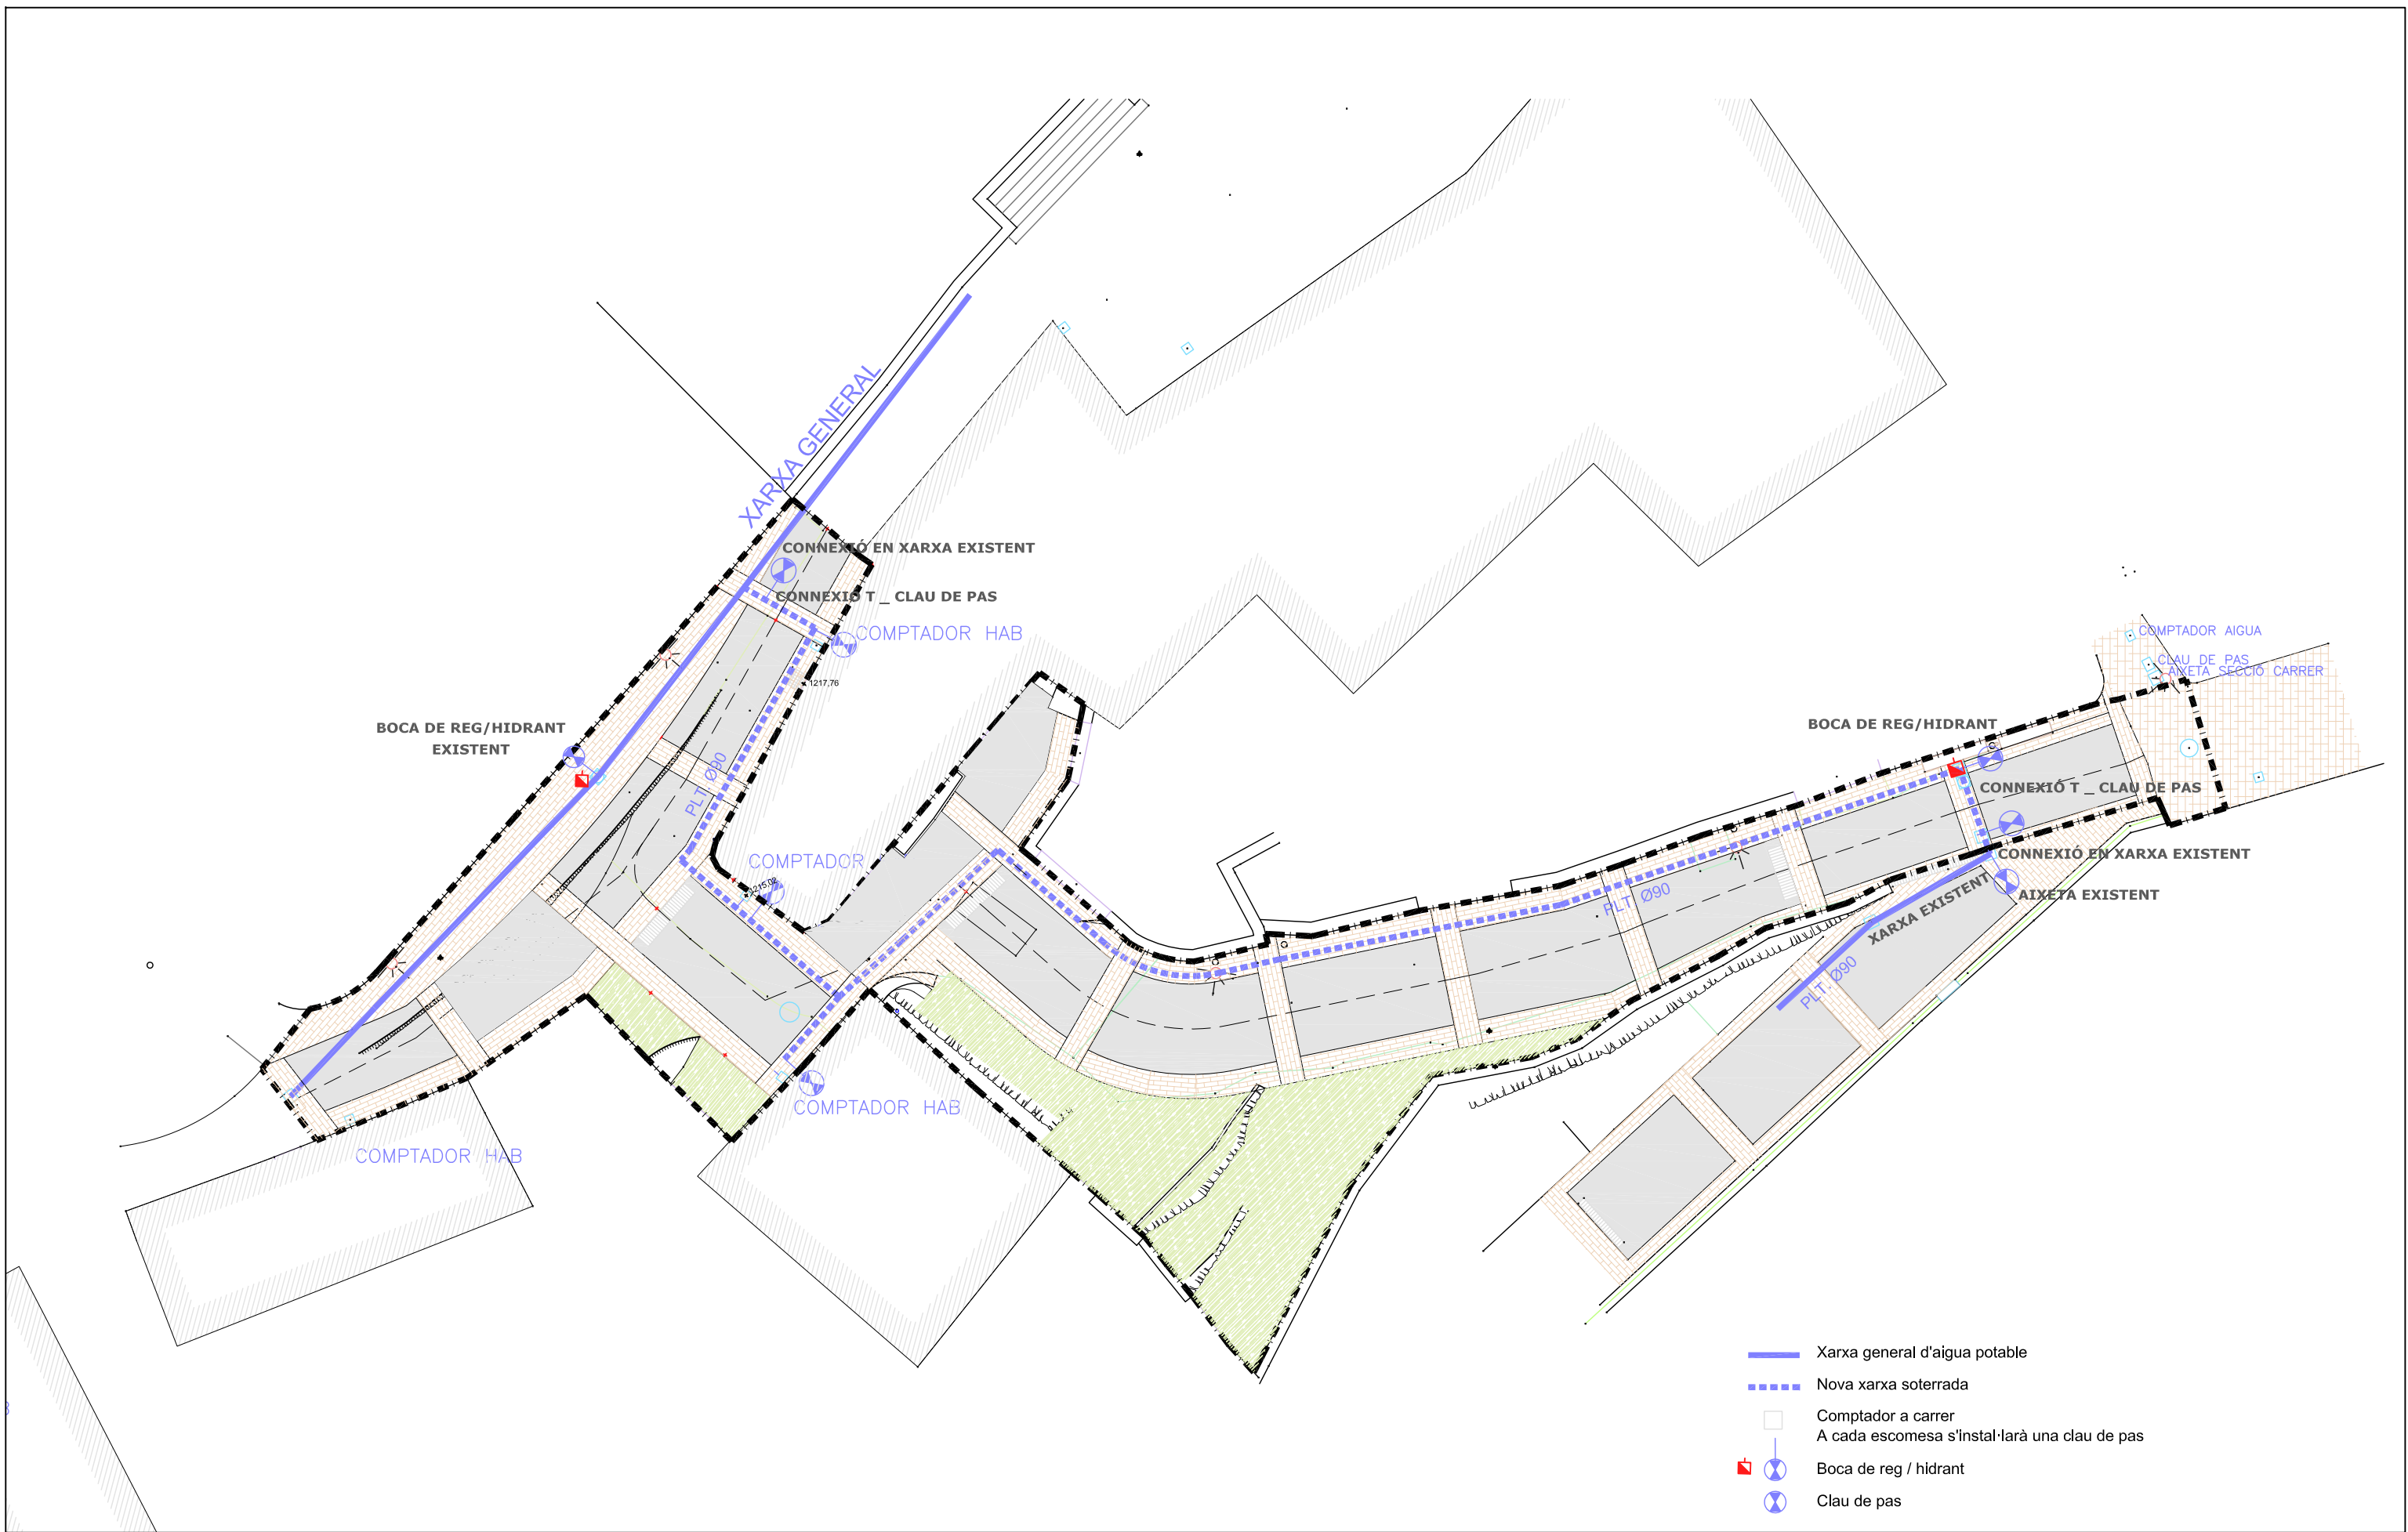 XARXA GENERAL
CONNEXIÓ EN XARXA EXISTENT
CONNEXIÓ T _ CLAU DE PAS
COMPTADOR HAB
1217,76
BOCA DE REG/HIDRANT
EXISTENT
PLT. Ø90
COMPTADOR
1215,02
COMPTADOR HAB
COMPTADOR HAB
COMPTADOR AIGUA
CLAU DE PAS
AIXETA SECCIÓ CARRER
BOCA DE REG/HIDRANT
CONNEXIÓ T _ CLAU DE PAS
CONNEXIÓ EN XARXA EXISTENT
AIXETA EXISTENT
XARXA EXISTENT
PLT. Ø90
PLT. Ø90
Xarxa general d'aigua potable
Nova xarxa soterrada
Comptador a carrer
A cada escomesa s'instal·larà una clau de pas
Boca de reg / hidrant
Clau de pas